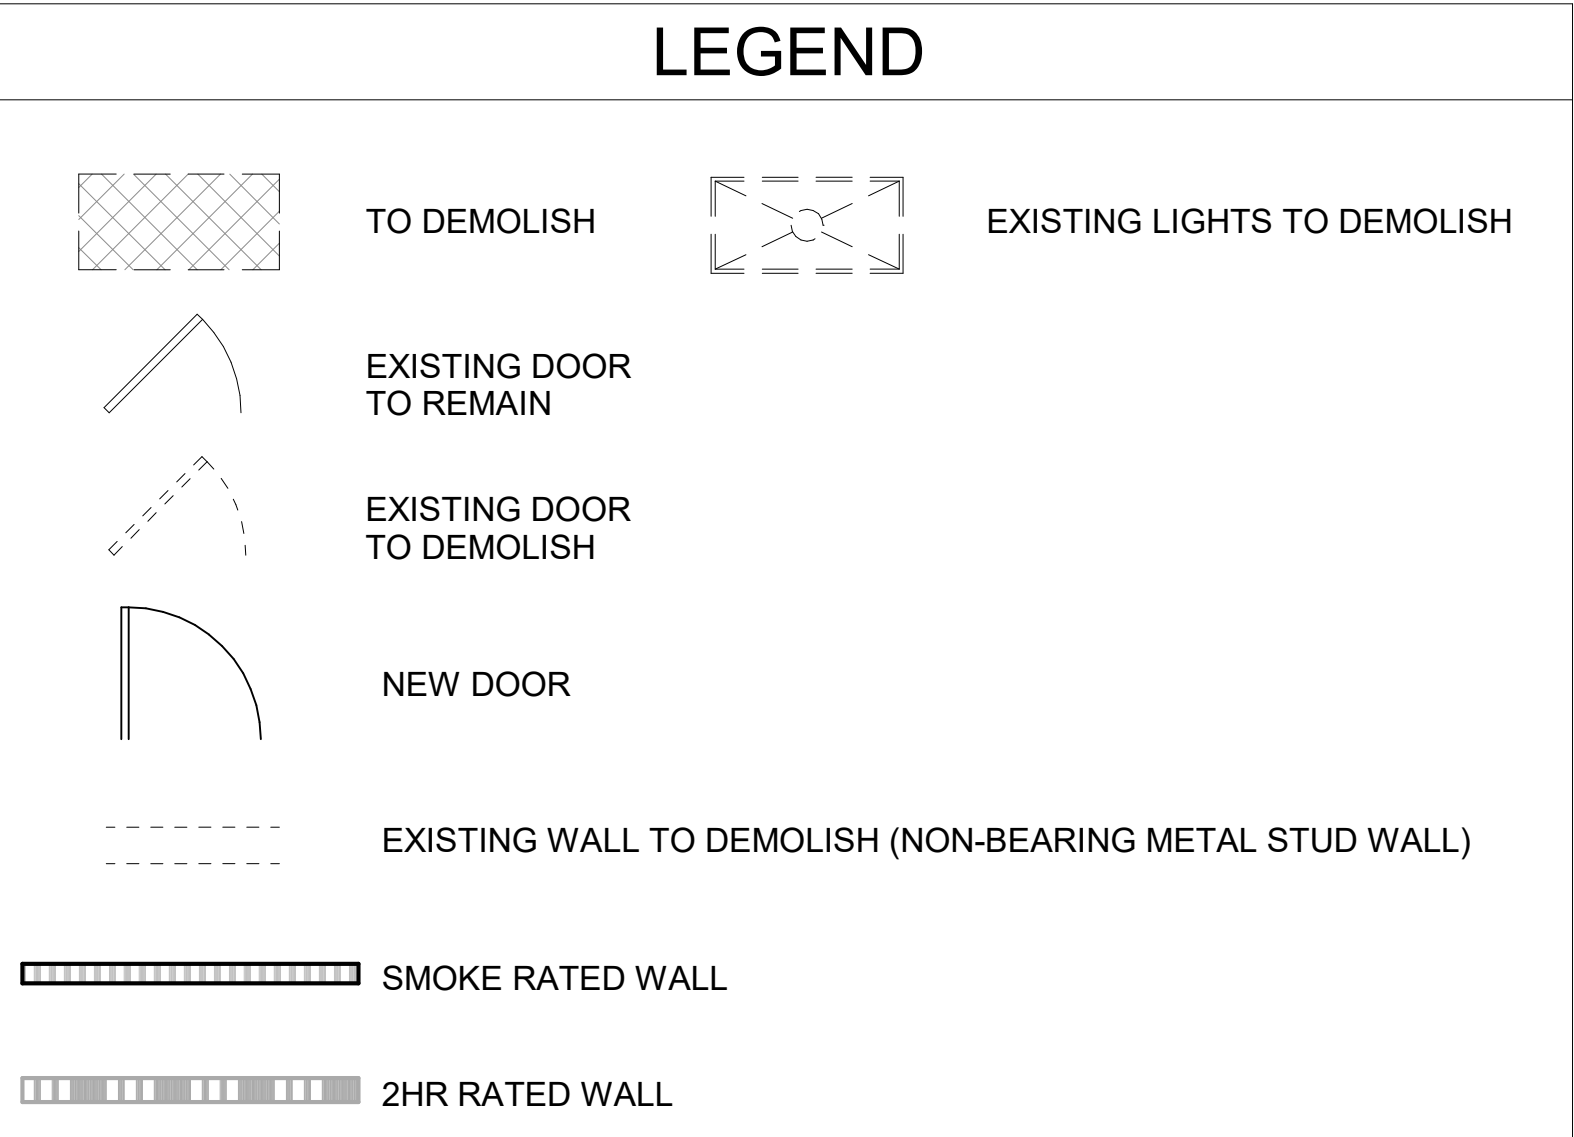 LEGEND
TO DEMOLISH
EXISTING LIGHTS TO DEMOLISH
EXISTING DOOR
TO REMAIN
EXISTING DOOR
TO DEMOLISH
NEW DOOR
EXISTING WALL TO DEMOLISH (NON-BEARING METAL STUD WALL)
SMOKE RATED WALL
2HR RATED WALL